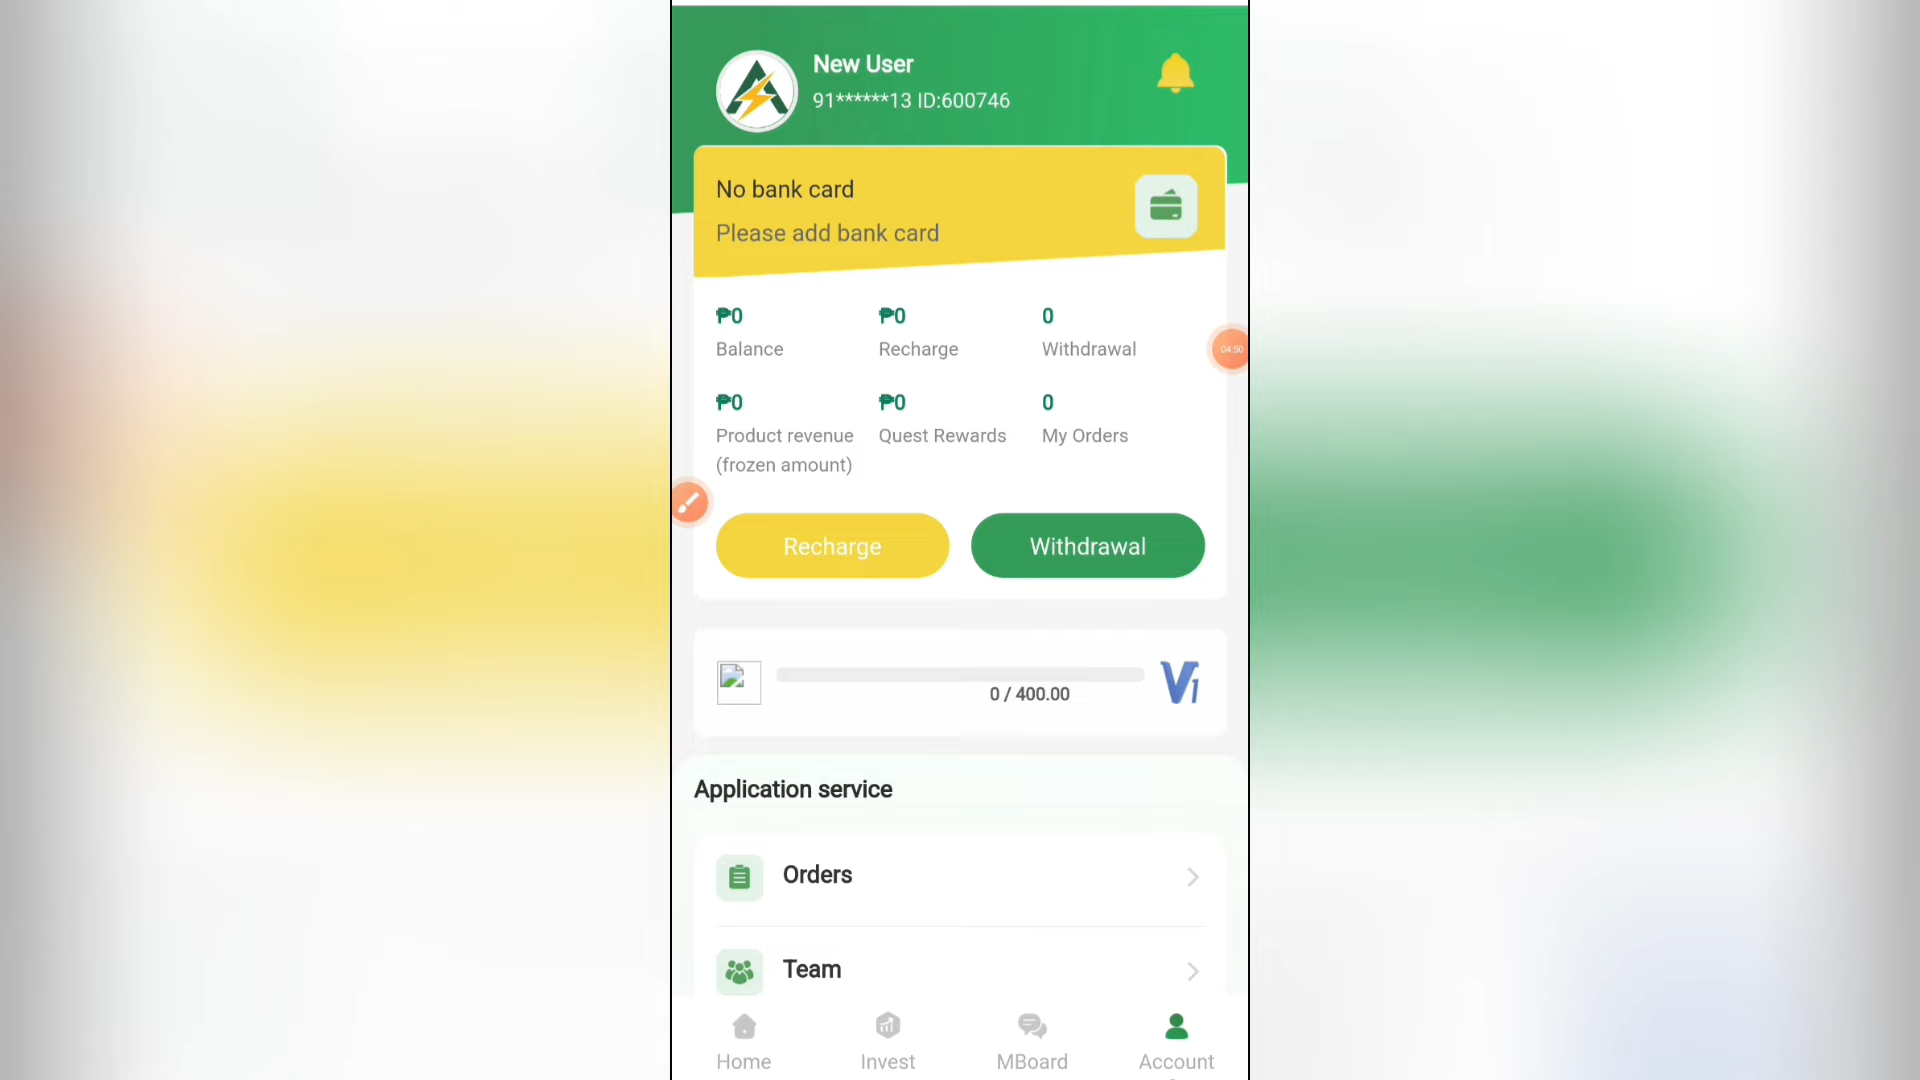 New User
91******13 ID:600746
No bank card
Please add bank card
₱0 ₱0 0
Balance Recharge Withdrawal
04:50
₱0 ₱0 0
Product revenue Quest Rewards My Orders
(frozen amount)
Recharge Withdrawal
0 / 400.00
V1
Application service
Orders
Team
Home Invest MBoard Account